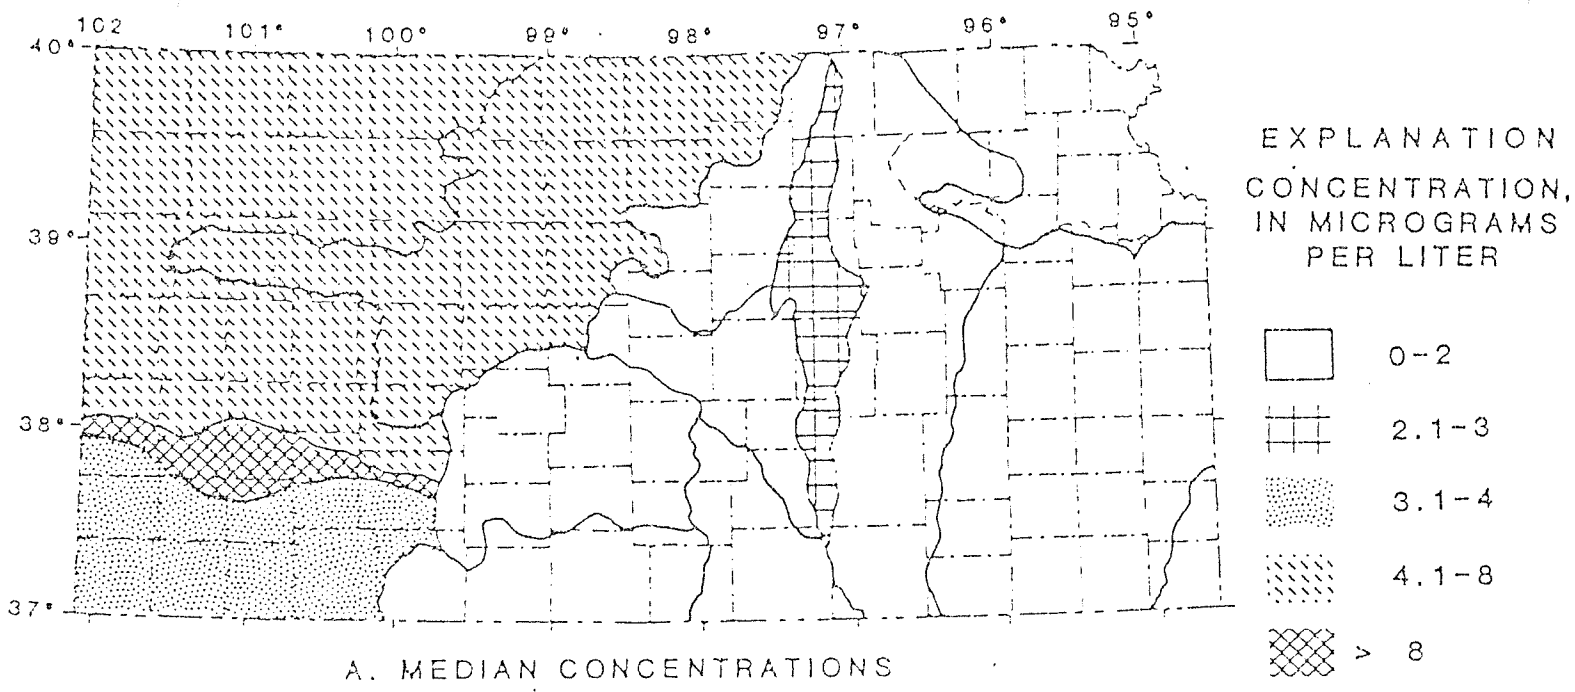 102 101° 100° 99° 98° 97° 96° 95°
40°
39°
38°
37°
A. MEDIAN CONCENTRATIONS
EXPLANATION
CONCENTRATION,
IN MICROGRAMS
PER LITER
0-2
2.1-3
3.1-4
4.1-8
> 8